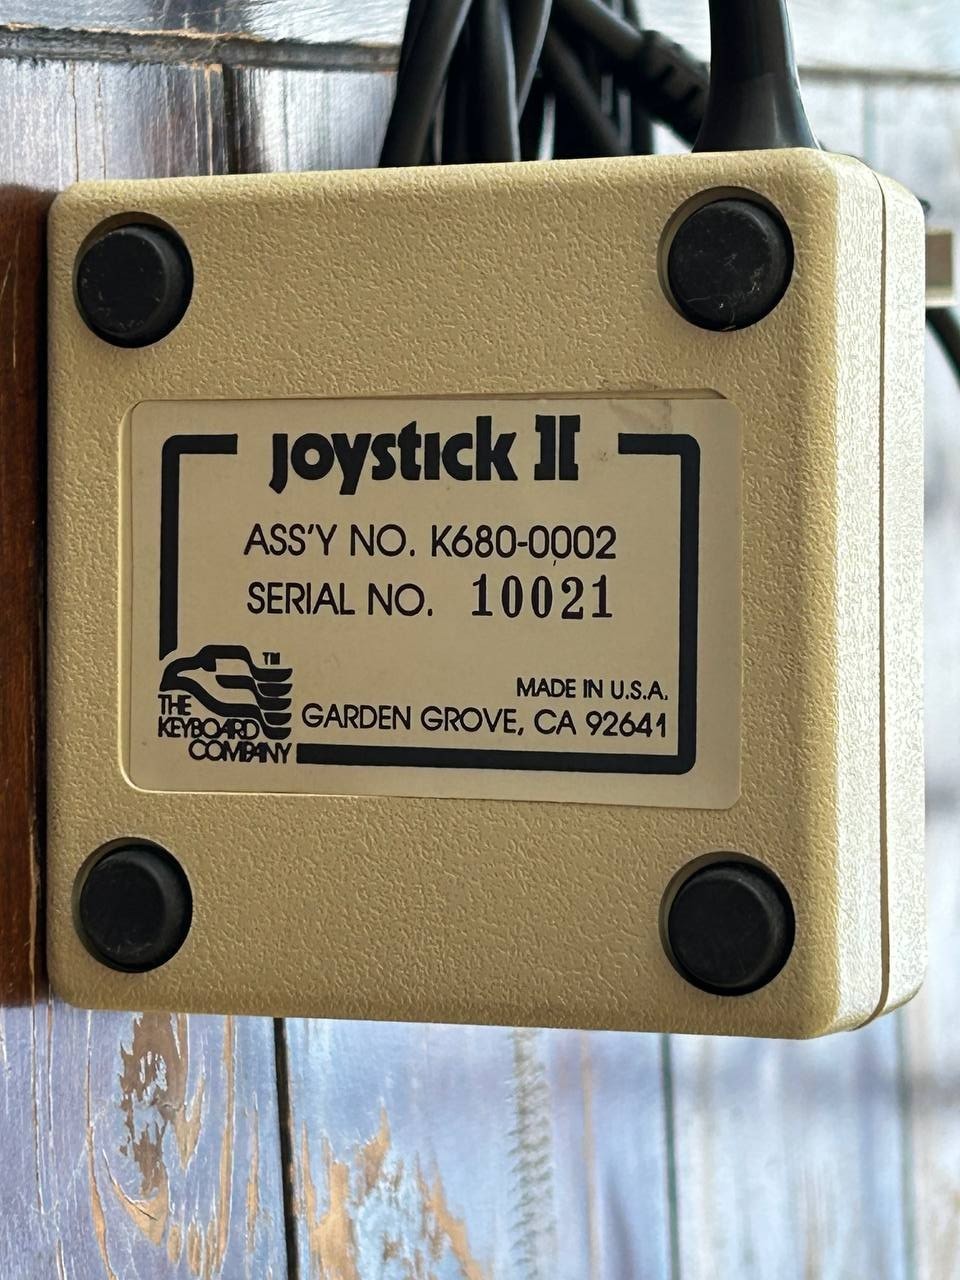 Joystick II
ASS'Y NO. K680-0002
SERIAL NO. 10021
MADE IN U.S.A.
GARDEN GROVE, CA 92641
TM
THE
KEYBOARD
COMPANY